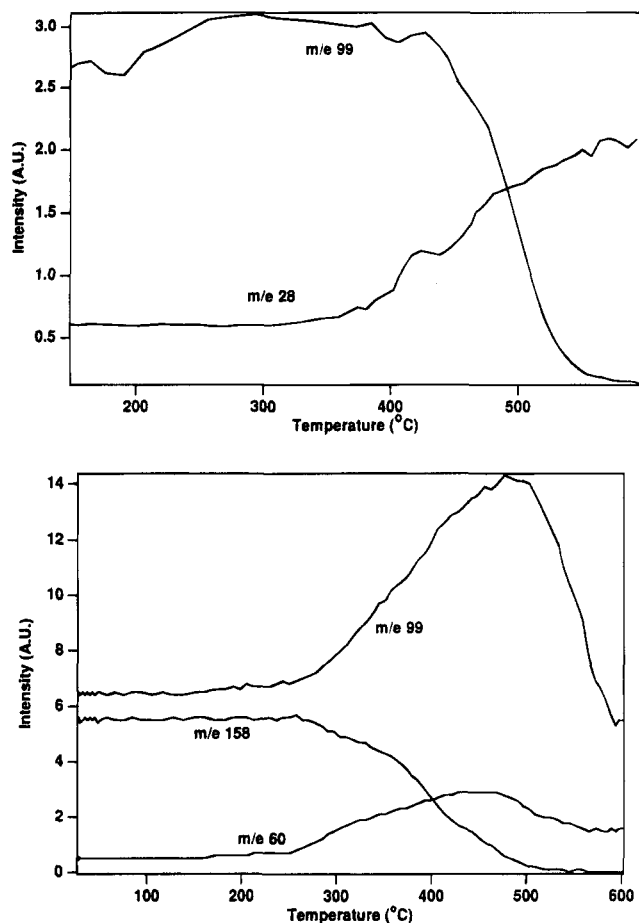 3.0
2.5
2.0
1.5
1.0
0.5
Intensity (A.U.)
m/e 99
m/e 28
200 300 400 500
Temperature (°C)
14
12
10
8
6
4
2
0
Intensity (A.U.)
m/e 99
m/e 158
m/e 60
100 200 300 400 500 600
Temperature (°C)